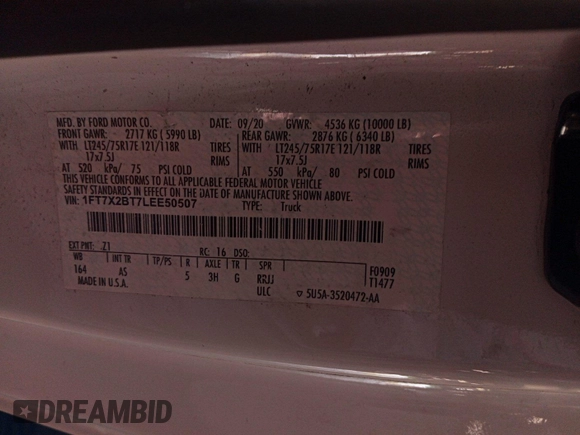 MFD. BY FORD MOTOR CO. DATE: 09/20 GVWR: 4536 KG (10000 LB)
FRONT GAWR: 2717 KG (5990 LB) REAR GAWR: 2876 KG (6340 LB)
WITH LT245/75R17E 121/118R TIRES WITH LT245/75R17E 121/118R TIRES
17x7.5J RIMS 17x7.5J RIMS
AT 520 kPa/ 75 PSI COLD AT 550 kPa/ 80 PSI COLD
THIS VEHICLE CONFORMS TO ALL APPLICABLE FEDERAL MOTOR VEHICLE
SAFETY STANDARDS IN EFFECT ON THE DATE OF MANUFACTURE SHOWN ABOVE.
VIN: 1FT7X2BT7LEE50507 TYPE: Truck
EXT PNT: Z1 RC: 16 DSO:
WB INT TR TP/PS R AXLE TR SPR F0909
164 AS 5 3H G RRJJ T1477
MADE IN U.S.A. ULC ▽ 5U5A-3520472-AA
DREAMBID